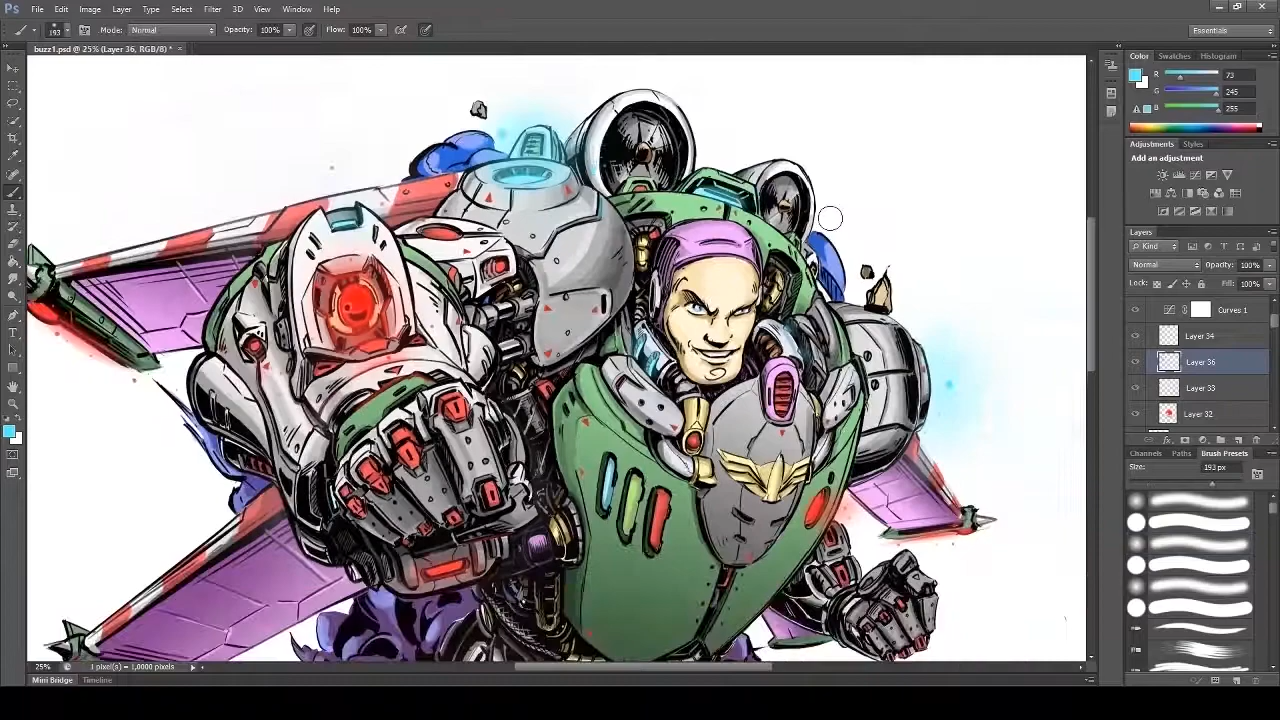 Ps File Edit Image Layer Type Select Filter 3D View Window Help
193 Mode: Normal Opacity: 100% Flow: 100% Essentials
buzz1.psd @ 25% (Layer 36, RGB/8) * ×
Color Swatches Histogram
R 73
G 245
B 255
Adjustments Styles
Add an adjustment
Layers
Kind
Normal Opacity: 100%
Lock: Fill: 100%
Curves 1
Layer 34
Layer 36
Layer 33
Layer 32
fx
Channels Paths Brush Presets
Size: 193 px
25% 1 pixel(s) = 1,0000 pixels
Mini Bridge Timeline